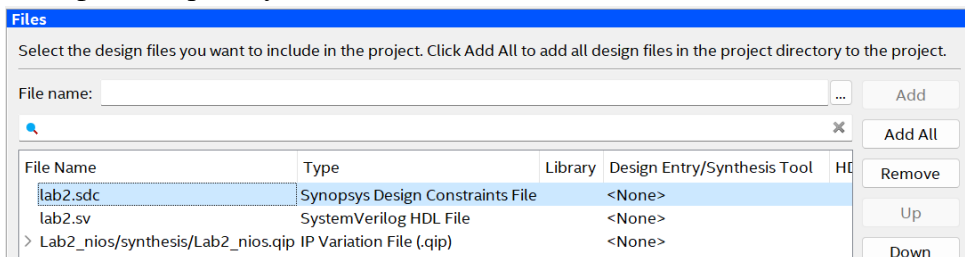 Files
Select the design files you want to include in the project. Click Add All to add all design files in the project directory to the project.
File name: ... Add
Add All
File Name Type Library Design Entry/Synthesis Tool HD Remove
lab2.sdc Synopsys Design Constraints File <None>
lab2.sv SystemVerilog HDL File <None> Up
> Lab2_nios/synthesis/Lab2_nios.qip IP Variation File (.qip) <None>
Down